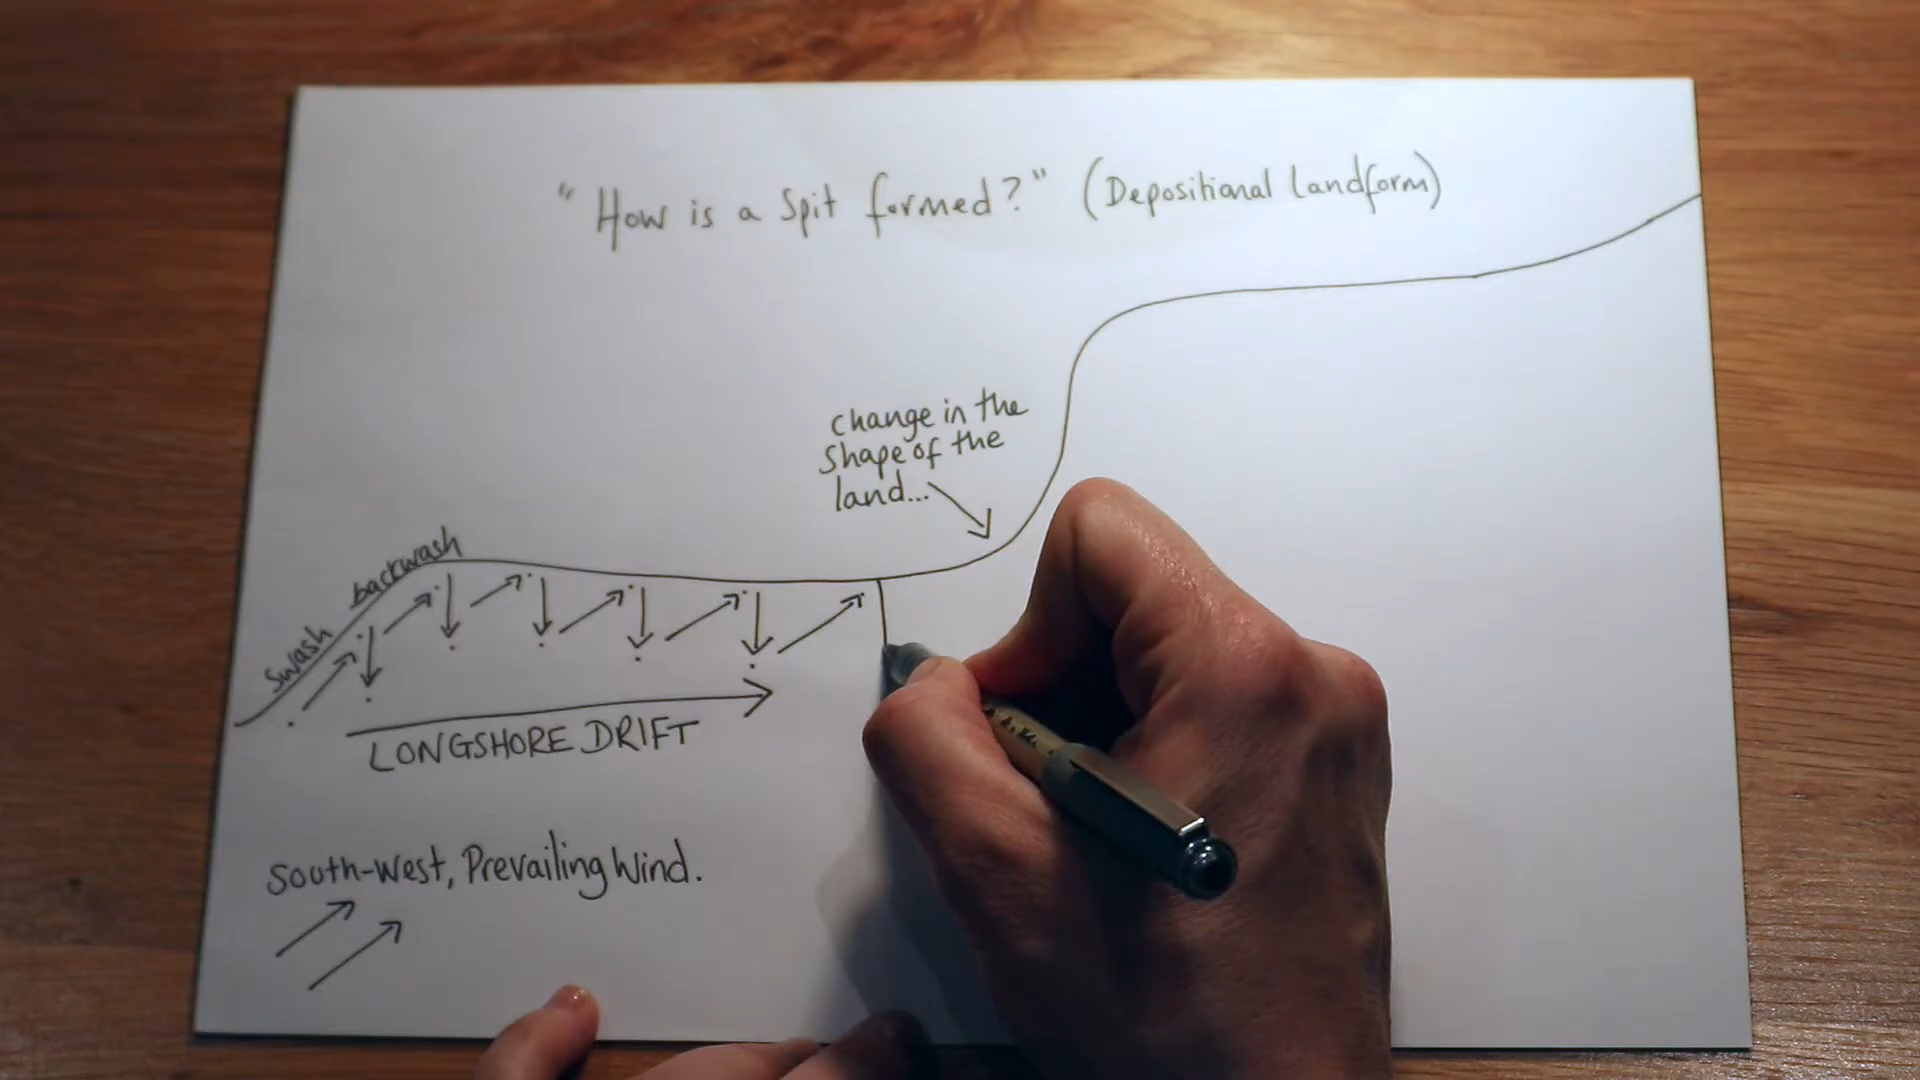 "How is a Spit formed?" (Depositional Landform)
Change in the
Shape of the
land...
backwash
Swash
LONGSHORE DRIFT
South-West, Prevailing Wind.